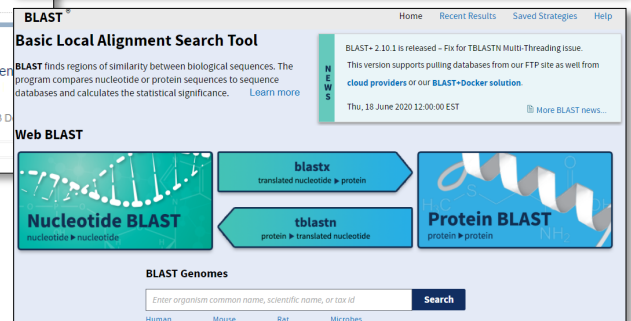 BLAST ®
Home Recent Results Saved Strategies Help
Basic Local Alignment Search Tool
BLAST finds regions of similarity between biological sequences. The
program compares nucleotide or protein sequences to sequence
databases and calculates the statistical significance. Learn more
NEWS
BLAST+ 2.10.1 is released – Fix for TBLASTN Multi-Threading issue.
This version supports pulling databases from our FTP site as well from
cloud providers or our BLAST+Docker solution.
Thu, 18 June 2020 12:00:00 EST
More BLAST news...
Web BLAST
Nucleotide BLAST
nucleotide ▶ nucleotide
blastx
translated nucleotide ▶ protein
tblastn
protein ▶ translated nucleotide
Protein BLAST
protein ▶ protein
BLAST Genomes
Enter organism common name, scientific name, or tax id
Search
Human Mouse Rat Microbes